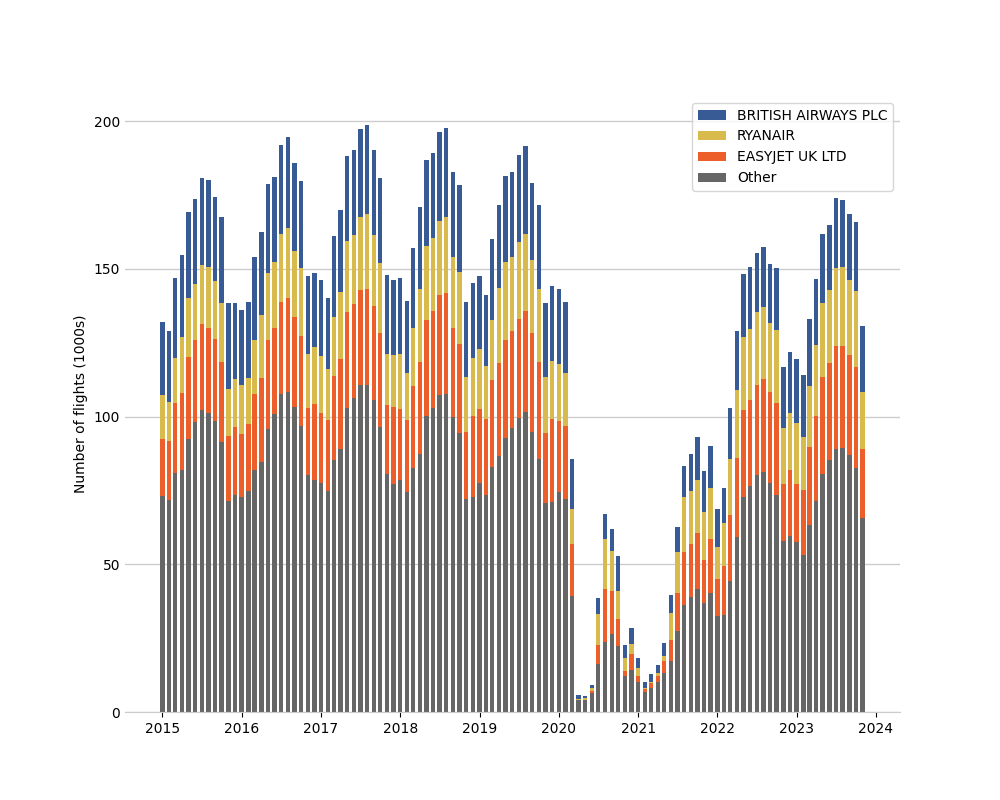 Number of flights (1000s)
200
150
100
50
0
BRITISH AIRWAYS PLC
RYANAIR
EASYJET UK LTD
Other
2015 2016 2017 2018 2019 2020 2021 2022 2023 2024